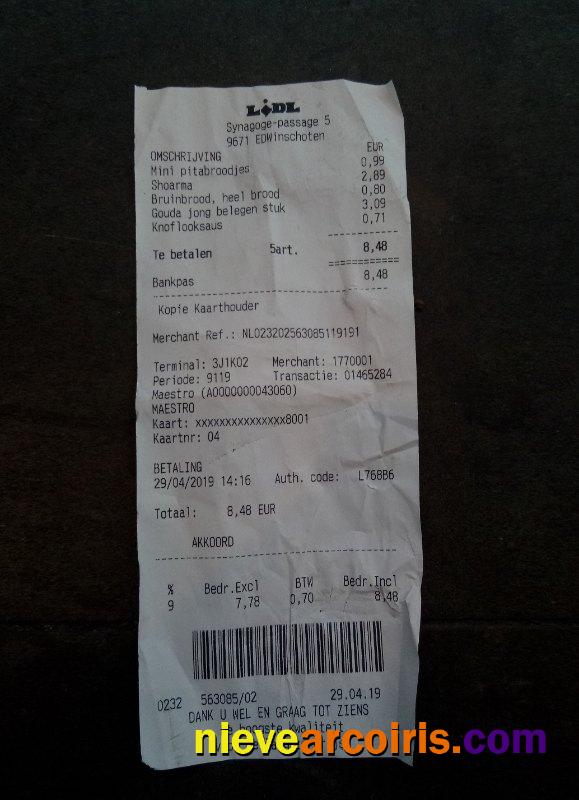 LIDL
Synagoge-passage 5
9671 EDWinschoten
OMSCHRIJVING EUR
Mini pitabroodjes 0,99
Shoarma 2,89
Bruinbrood, heel brood 0,80
Gouda jong belegen stuk 3,09
Knoflooksaus 0,71
Te betalen 5art. 8,48
Bankpas 8,48
Kopie Kaarthouder
Merchant Ref.: NL023202563085119191
Terminal: 3J1K02 Merchant: 1770001
Periode: 9119 Transactie: 01465284
Maestro (A0000000043060)
MAESTRO
Kaart: xxxxxxxxxxxxxxx8001
Kaartnr: 04
BETALING
29/04/2019 14:16 Auth. code: L768B6
Totaal: 8,48 EUR
AKKOORD
% Bedr.Excl BTW Bedr.Incl
9 7,78 0,70 8,48
0232 563085/02 29.04.19
DANK U WEL EN GRAAG TOT ZIENS
hoogste kwaliteit
nievearcoiris.com